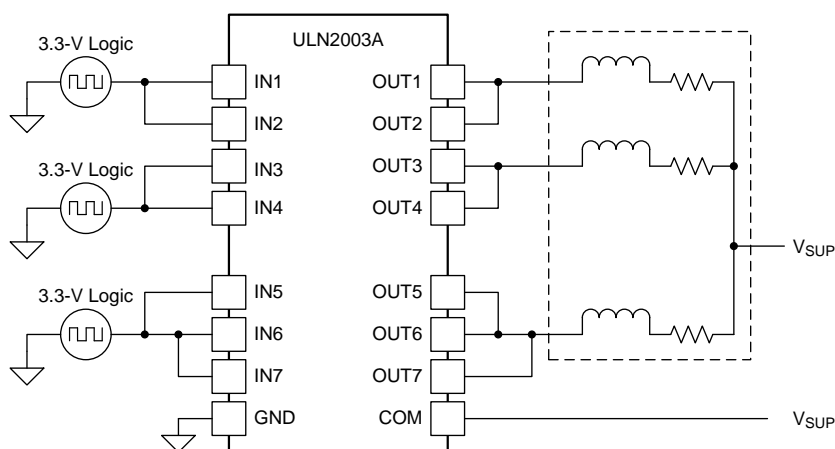 ULN2003A
3.3-V Logic
IN1
OUT1
IN2
OUT2
3.3-V Logic
IN3
OUT3
IN4
OUT4
VSUP
3.3-V Logic
IN5
OUT5
IN6
OUT6
IN7
OUT7
GND
COM
VSUP